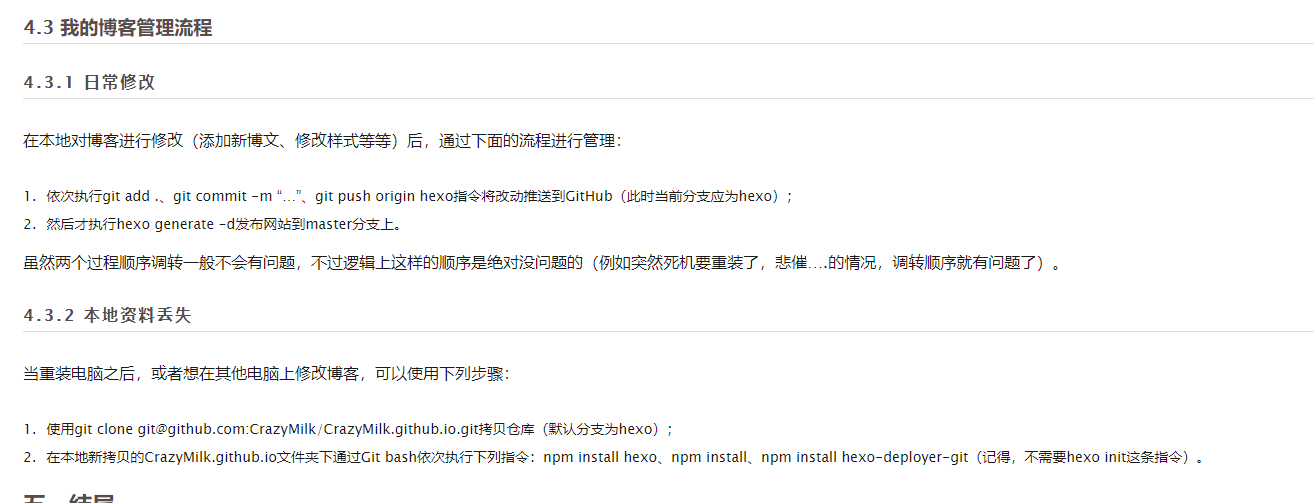 4.3 我的博客管理流程
4.3.1 日常修改
在本地对博客进行修改（添加新博文、修改样式等等）后，通过下面的流程进行管理：
1. 依次执行git add .、git commit -m “...”、git push origin hexo指令将改动推送到GitHub（此时当前分支应为hexo）；
2. 然后才执行hexo generate -d发布网站到master分支上。
虽然两个过程顺序调转一般不会有问题，不过逻辑上这样的顺序是绝对没问题的（例如突然死机要重装了，悲催....的情况，调转顺序就有问题了）。
4.3.2 本地资料丢失
当重装电脑之后，或者想在其他电脑上修改博客，可以使用下列步骤：
1. 使用git clone git@github.com:CrazyMilk/CrazyMilk.github.io.git拷贝仓库（默认分支为hexo）；
2. 在本地新拷贝的CrazyMilk.github.io文件夹下通过Git bash依次执行下列指令：npm install hexo、npm install、npm install hexo-deployer-git（记得，不需要hexo init这条指令）。
五、结尾